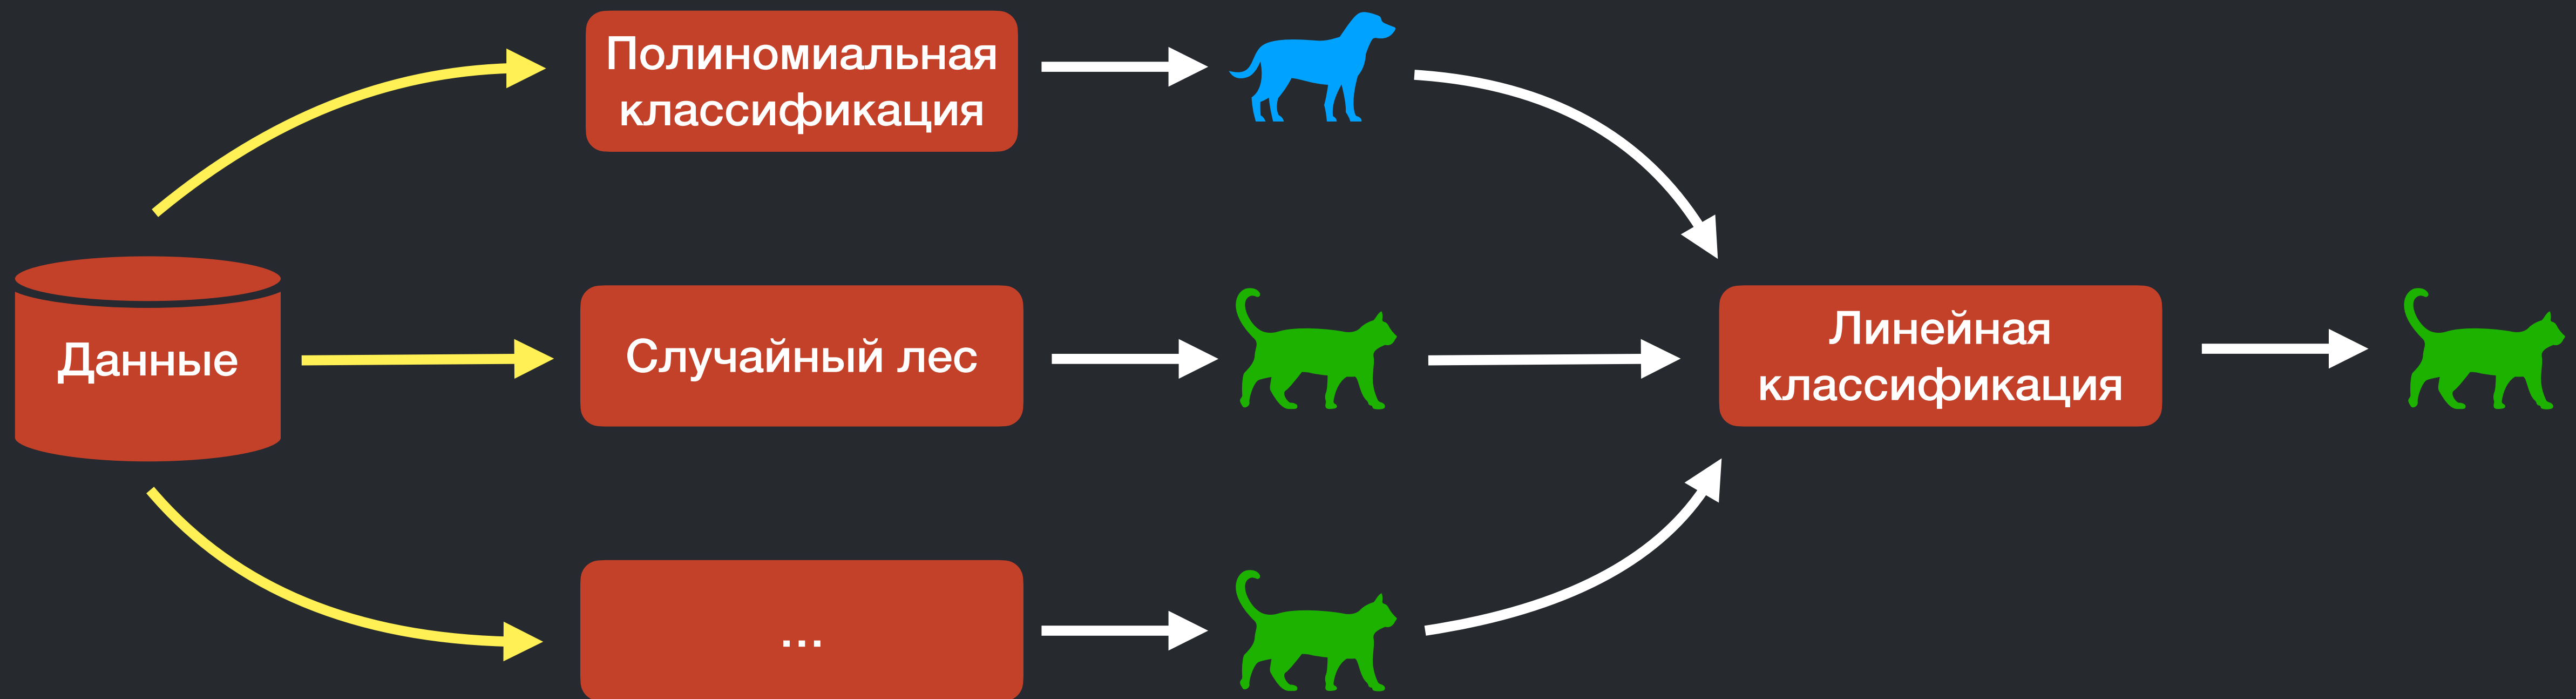 Полиномиальная
классификация
Данные
Случайный лес
Линейная
классификация
...